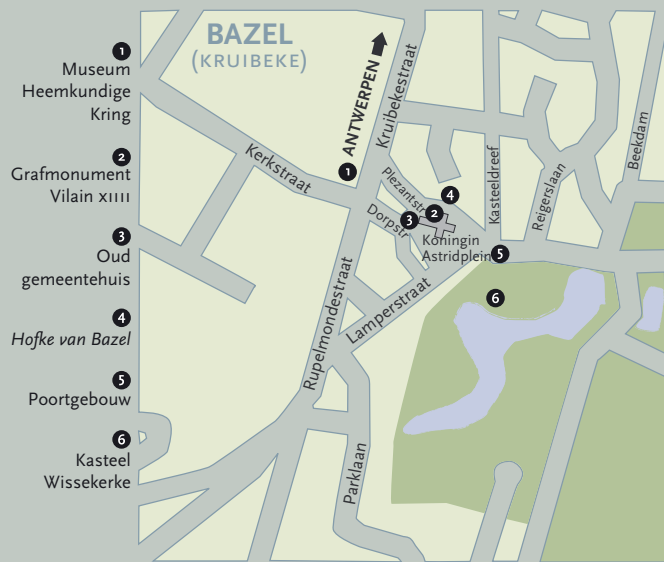 BAZEL
(KRUIBEKE)
1
Museum
Heemkundige
Kring
2
Grafmonument
Vilain XIIII
3
Oud
gemeentehuis
4
Hofke van Bazel
5
Poortgebouw
6
Kasteel
Wissekerke
ANTWERPEN
Kruibekestraat
Kerkstraat
1
Plezantstr
Dorpstr
4
2
3
Koningin
Astridplein
5
6
Kasteeldreef
Reigerslaan
Beekdam
Lamperstraat
Rupelmondestraat
Parklaan